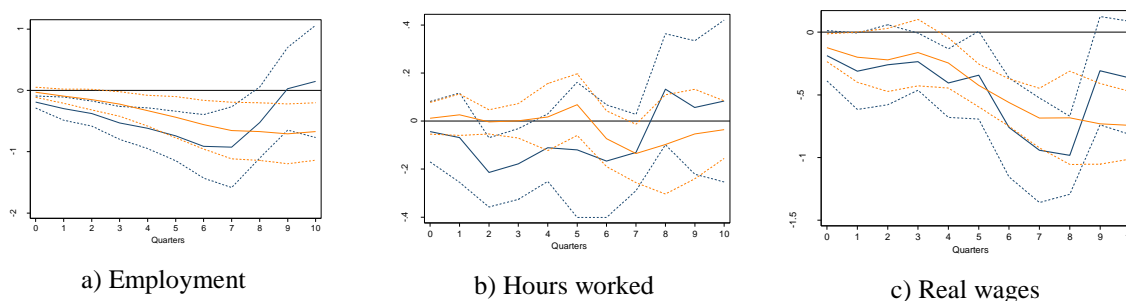 1
0
-1
-2
0 1 2 3 4 5 6 7 8 9 10
Quarters
a) Employment
.4
.2
0
-.2
-.4
0 1 2 3 4 5 6 7 8 9 10
Quarters
b) Hours worked
0
-.5
-1
-1.5
0 1 2 3 4 5 6 7 8 9
Quarters
c) Real wages